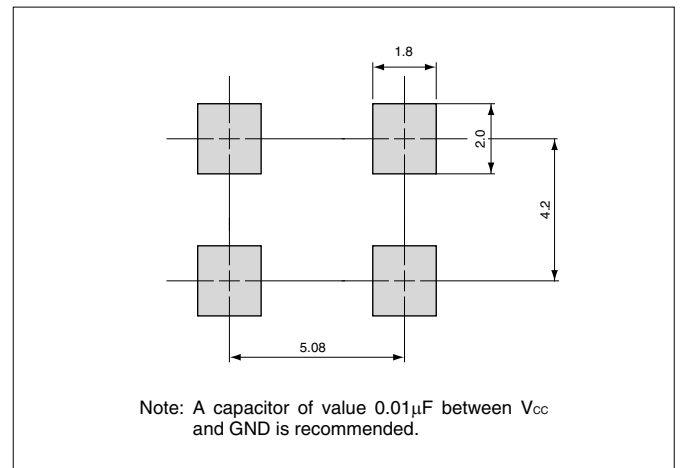 1.8
2.0
4.2
5.08
Note: A capacitor of value 0.01μF between Vcc
and GND is recommended.